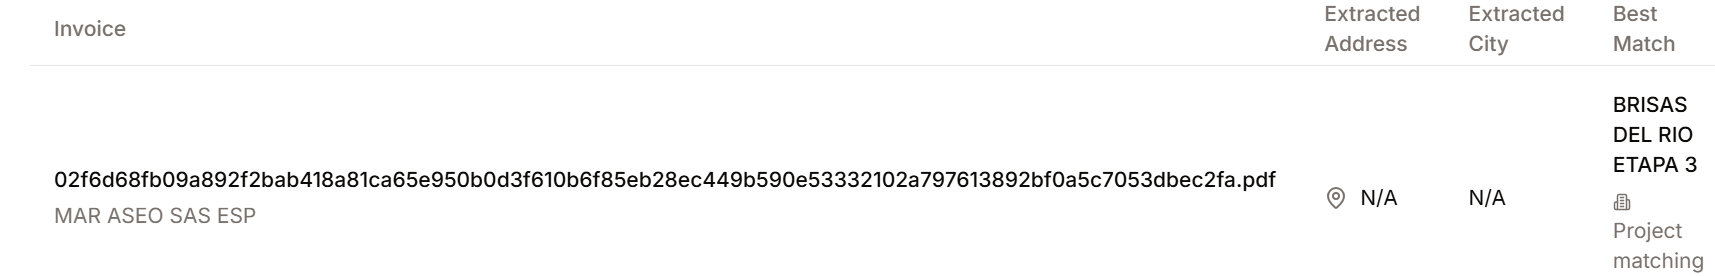 Invoice
Extracted
Address
Extracted
City
Best
Match
02f6d68fb09a892f2bab418a81ca65e950b0d3f610b6f85eb28ec449b590e53332102a797613892bf0a5c7053dbec2fa.pdf
MAR ASEO SAS ESP
N/A
N/A
BRISAS
DEL RIO
ETAPA 3
Project
matching